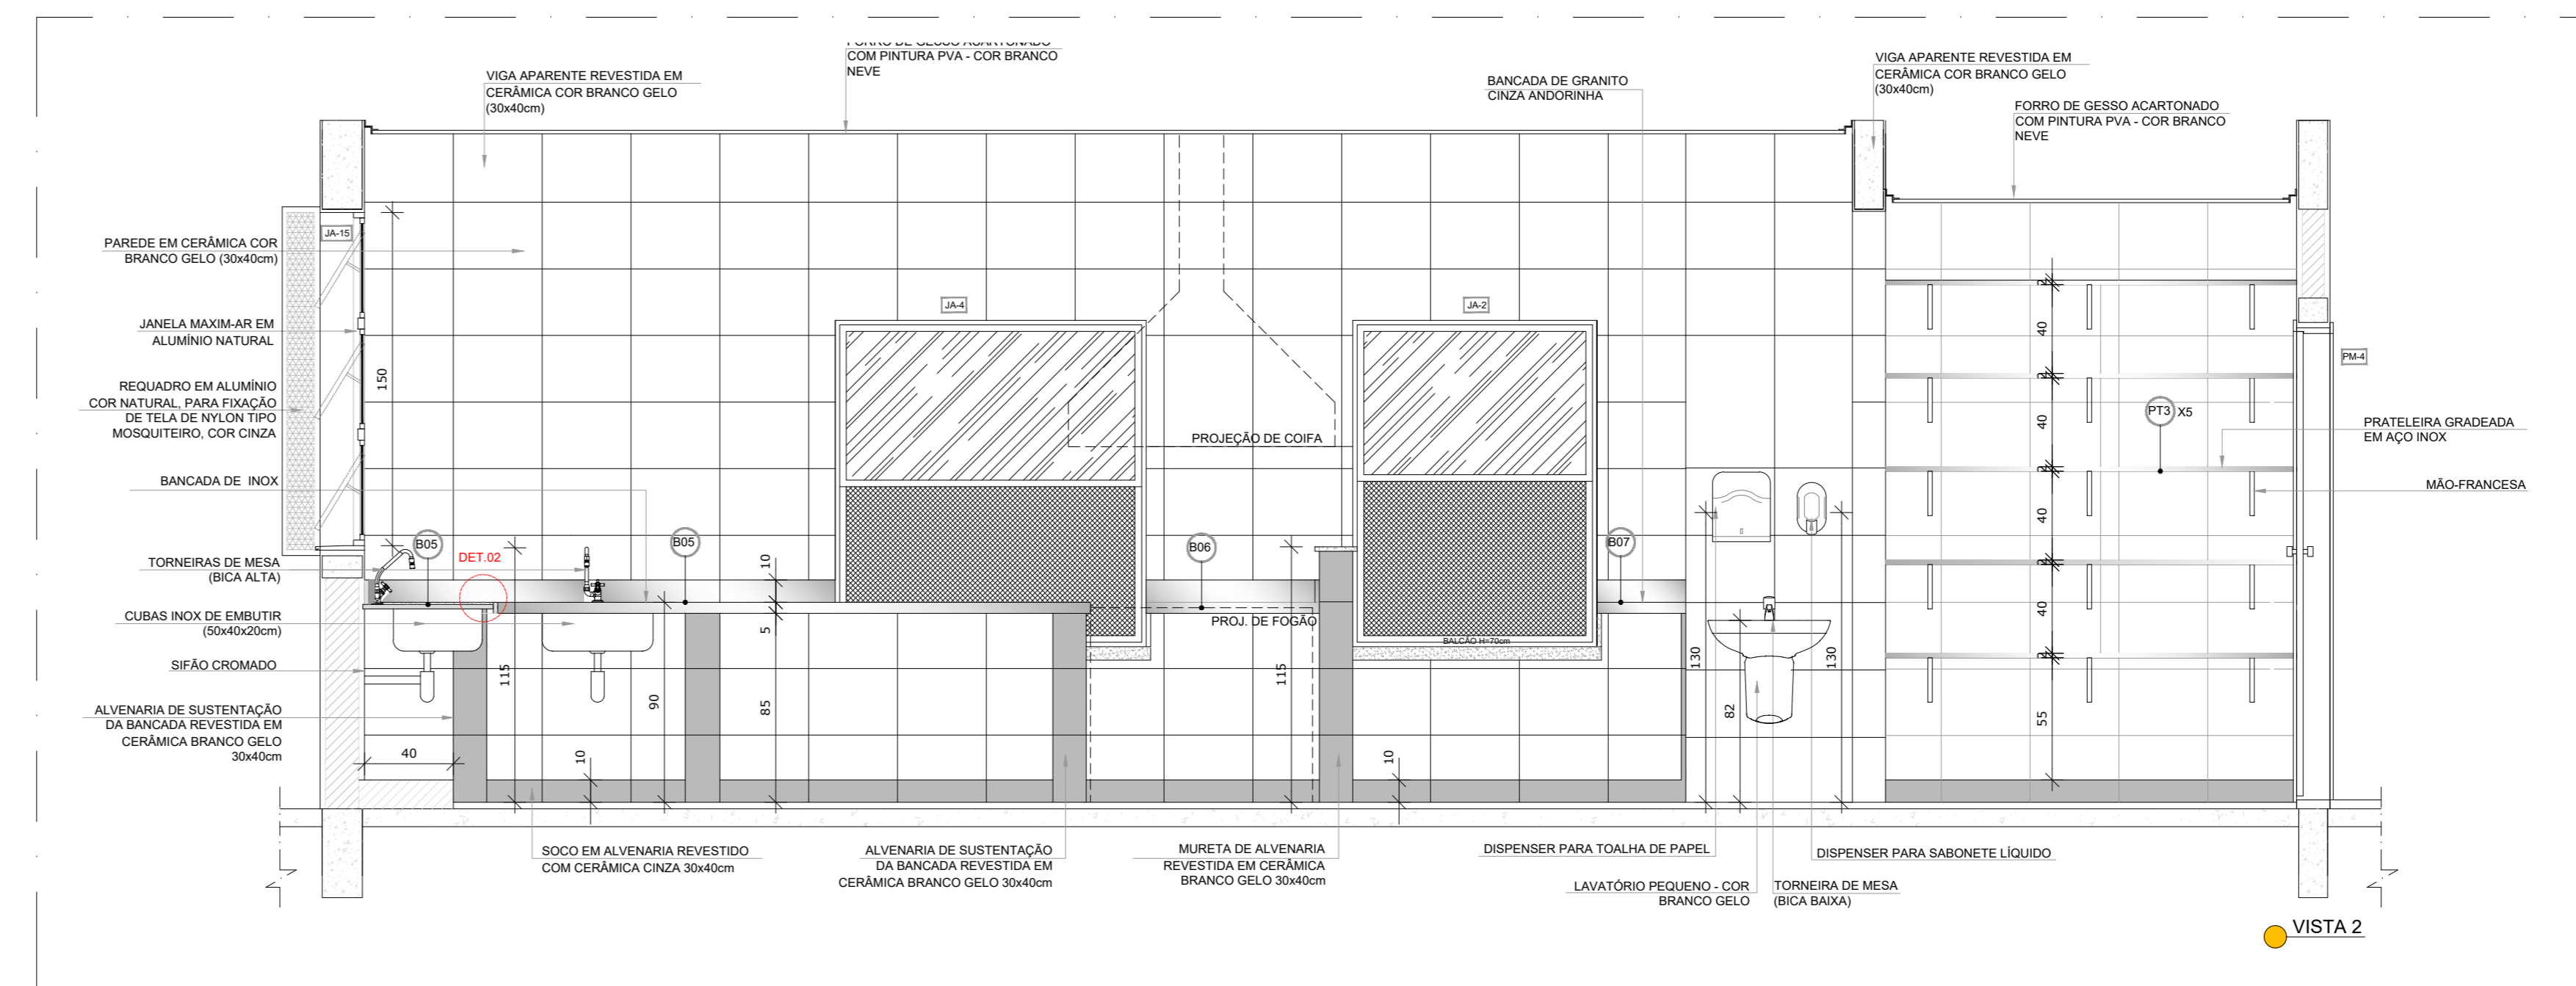 FORRO DE GESSO ACARTONADO
COM PINTURA PVA - COR BRANCO
NEVE
VIGA APARENTE REVESTIDA EM
CERÂMICA COR BRANCO GELO
(30x40cm)
BANCADA DE GRANITO
CINZA ANDORINHA
VIGA APARENTE REVESTIDA EM
CERÂMICA COR BRANCO GELO
(30x40cm)
FORRO DE GESSO ACARTONADO
COM PINTURA PVA - COR BRANCO
NEVE
PAREDE EM CERÂMICA COR
BRANCO GELO (30x40cm)
JANELA MAXIM-AR EM
ALUMÍNIO NATURAL
REQUADRO EM ALUMÍNIO
COR NATURAL, PARA FIXAÇÃO
DE TELA DE NYLON TIPO
MOSQUITEIRO, COR CINZA
BANCADA DE INOX
TORNEIRAS DE MESA
(BICA ALTA)
CUBAS INOX DE EMBUTIR
(50x40x20cm)
SIFÃO CROMADO
ALVENARIA DE SUSTENTAÇÃO
DA BANCADA REVESTIDA EM
CERÂMICA BRANCO GELO
30x40cm
JA-15
150
B05
DET.02
B05
10
5
85
90
115
10
40
JA-4
PROJEÇÃO DE COIFA
B06
PROJ. DE FOGÃO
115
JA-2
BALCÃO H=70cm
B07
10
130
82
130
2
40
2
40
2
40
2
40
2
55
PT3 X5
PM-4
PRATELEIRA GRADEADA
EM AÇO INOX
MÃO-FRANCESA
SOCO EM ALVENARIA REVESTIDO
COM CERÂMICA CINZA 30x40cm
ALVENARIA DE SUSTENTAÇÃO
DA BANCADA REVESTIDA EM
CERÂMICA BRANCO GELO 30x40cm
MURETA DE ALVENARIA
REVESTIDA EM CERÂMICA
BRANCO GELO 30x40cm
DISPENSER PARA TOALHA DE PAPEL
DISPENSER PARA SABONETE LÍQUIDO
LAVATÓRIO PEQUENO - COR
BRANCO GELO
TORNEIRA DE MESA
(BICA BAIXA)
VISTA 2